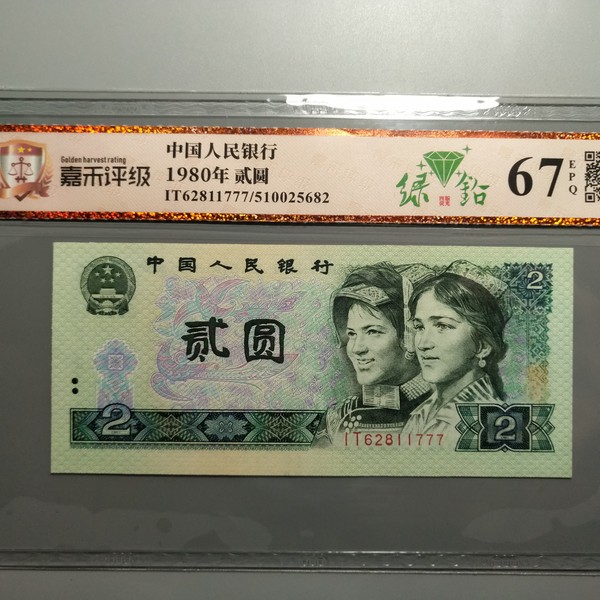 Golden harvest rating
嘉禾评级
中国人民银行
1980年 贰圆
IT62811777/510025682
绿钻
67
EPQ
中国人民银行
贰圆
2
2
IT62811777
2